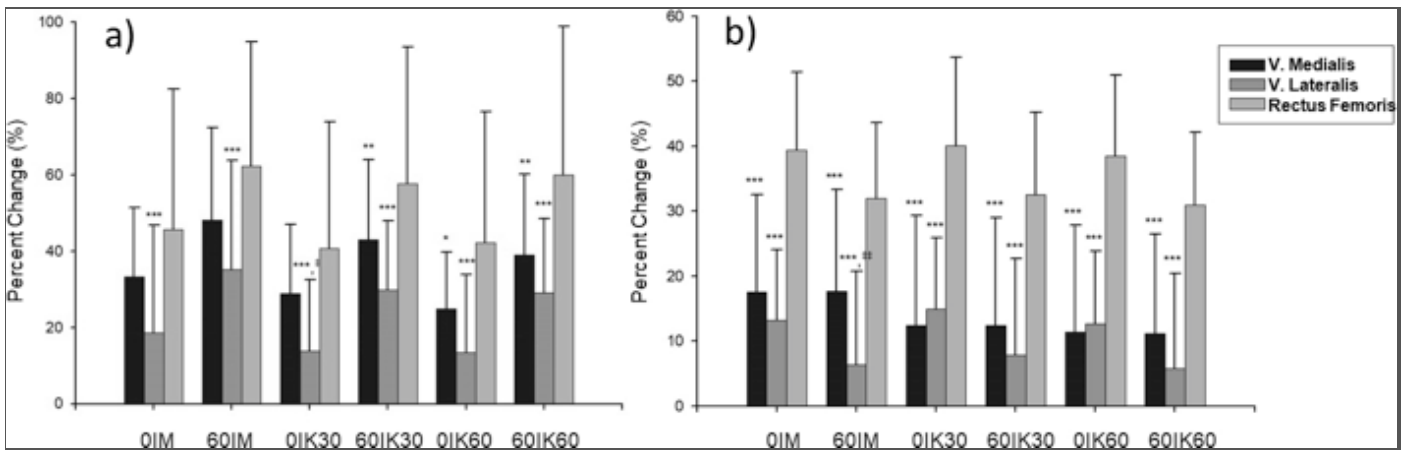 a)
Percent Change (%)
100
80
60
40
20
0
***
***
***, ‡
** ***
* ***
** ***
0IM 60IM 0IK30 60IK30 0IK60 60IK60
b)
Percent Change (%)
60
50
40
30
20
10
0
*** ***
*** ***, ‡
*** ***
*** ***
*** ***
*** ***
0IM 60IM 0IK30 60IK30 0IK60 60IK60
V. Medialis
V. Lateralis
Rectus Femoris